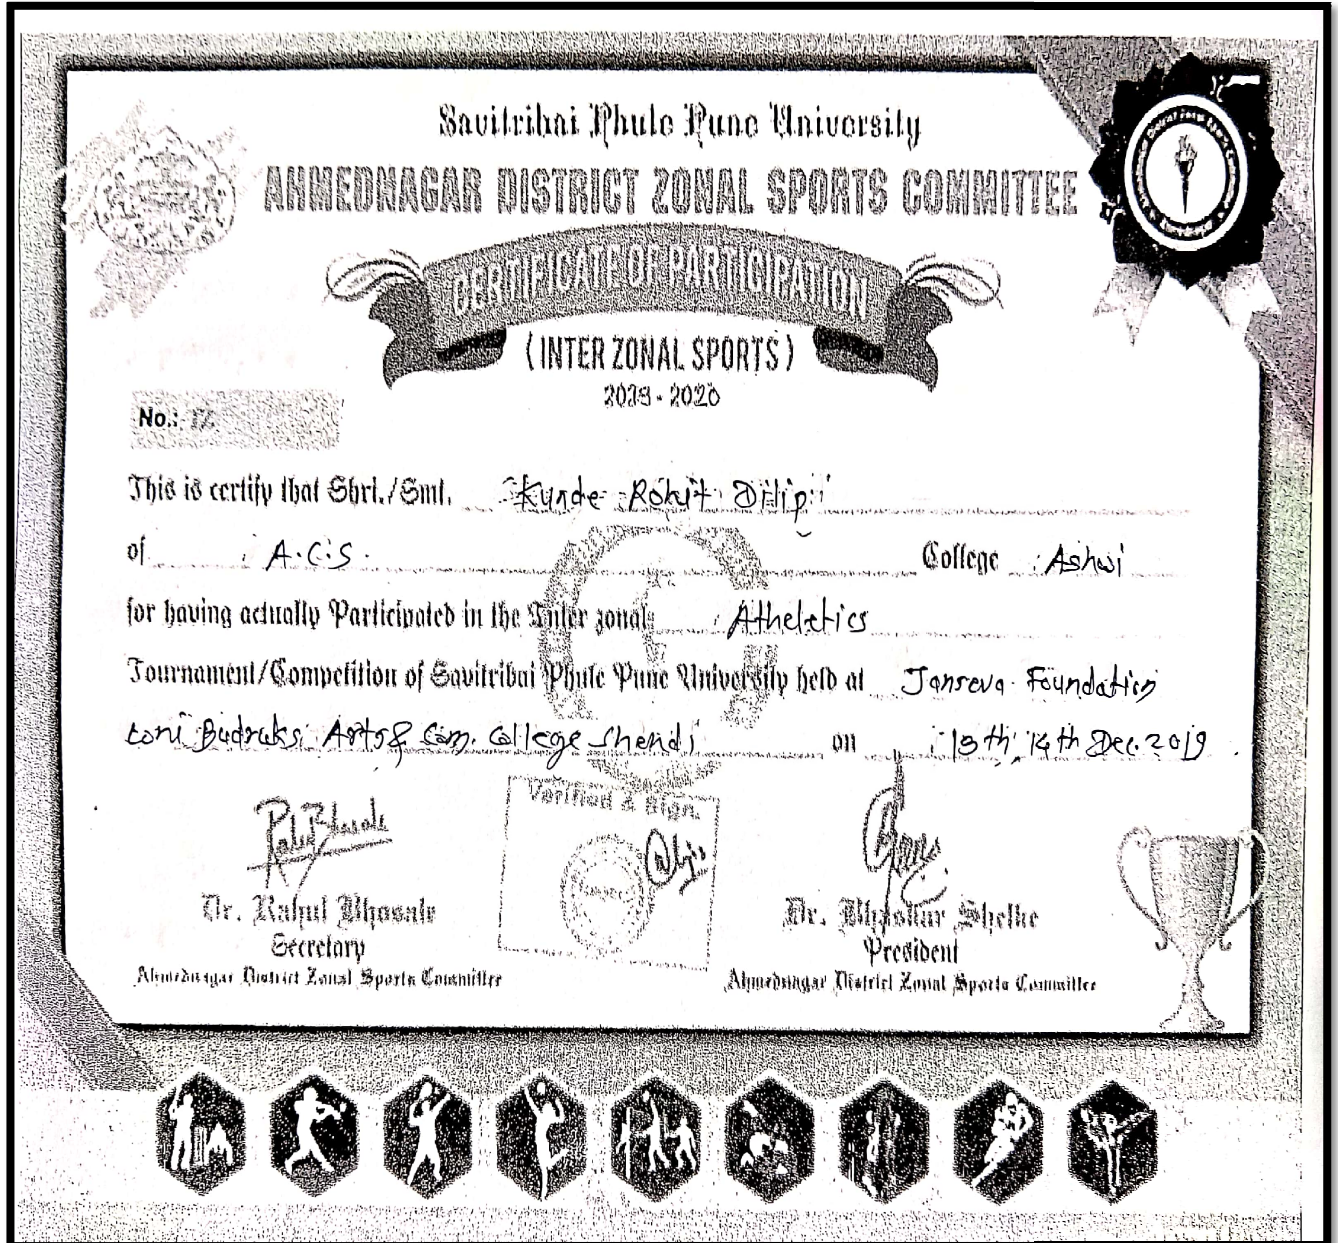 Savitribai Phule Pune University
AHMEDNAGAR DISTRICT ZONAL SPORTS COMMITTEE
CERTIFICATE OF PARTICIPATION
(INTER ZONAL SPORTS)
2019 - 2020
No.:
This is certify that Shri./Smt. Kunde Rohit Dilip
of A.C.S. College Ashwi
for having actually Participated in the Inter zonal Atheletics
Tournament/Competition of Savitribai Phule Pune University held at Janseva Foundation
Loni Budruks Arts & Com. College Shendi on 13th, 14th Dec. 2019.
Verified & Sign.
Dr. Rahul Bhosale
Secretary
Ahmednagar District Zonal Sports Committee
Dr. Bhaskar Shelke
President
Ahmednagar District Zonal Sports Committee